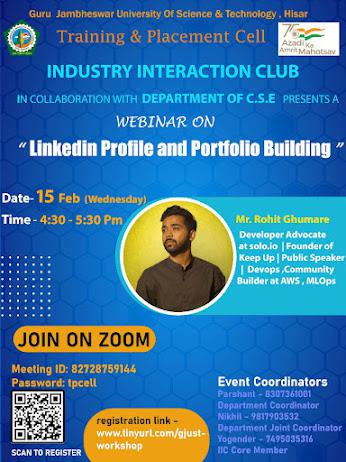 Guru Jambheshwar University Of Science & Technology , Hisar
Training & Placement Cell
75
Azadi Ka
Amrit Mahotsav
INDUSTRY INTERACTION CLUB
IN COLLABORATION WITH DEPARTMENT OF C.S.E PRESENTS A
WEBINAR ON
“ Linkedin Profile and Portfolio Building ”
Date- 15 Feb (Wednesday)
Time - 4:30 - 5:30 Pm
Mr. Rohit Ghumare
Developer Advocate
at solo.io | Founder of
Keep Up | Public Speaker
| Devops ,Community
Builder at AWS , MLOps
JOIN ON ZOOM
Meeting ID: 82728759144
Password: tpcell
SCAN TO REGISTER
registration link -
www.tinyurl.com/gjust-
workshop
Event Coordinators
Parshant - 8307361001
Department Coordinator
Nikhil - 9817903532
Department Joint Coordinator
Yogender - 7495035316
IIC Core Member